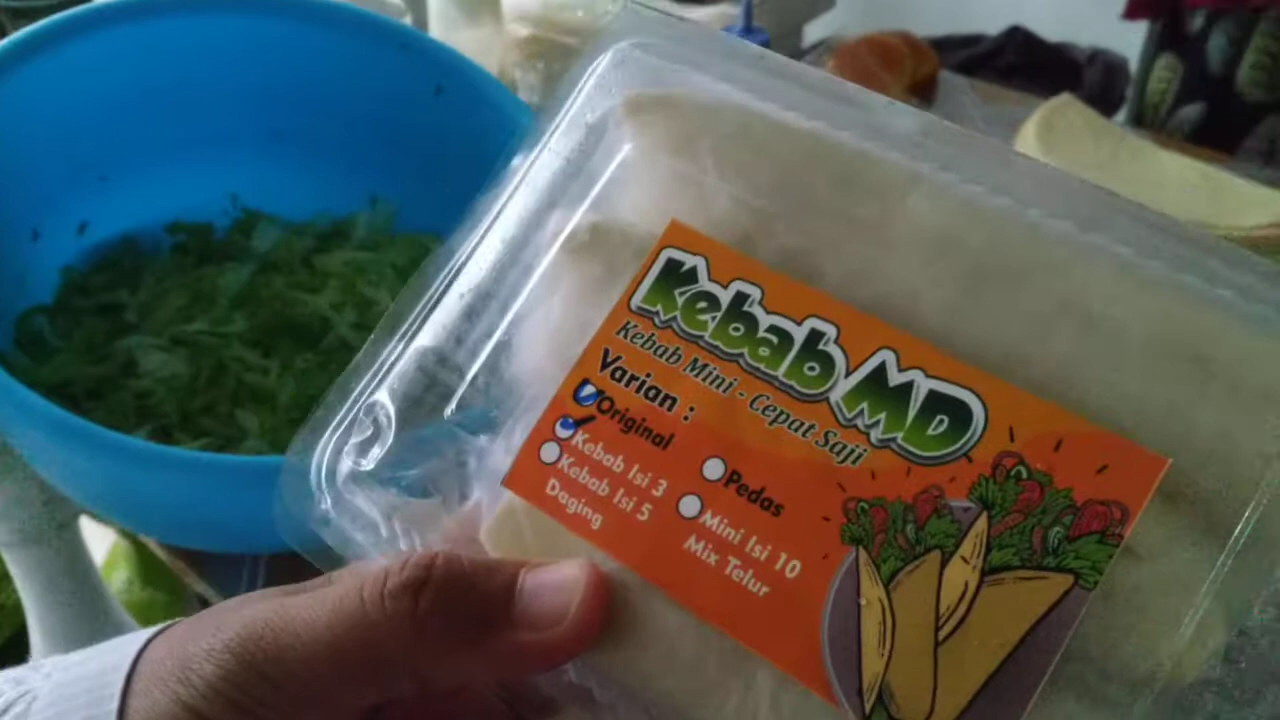 Kebab MD
Kebab Mini - Cepat Saji
Varian :
Original
Pedas
Kebab Isi 3
Kebab Isi 5
Daging
Mini Isi 10
Mix Telur